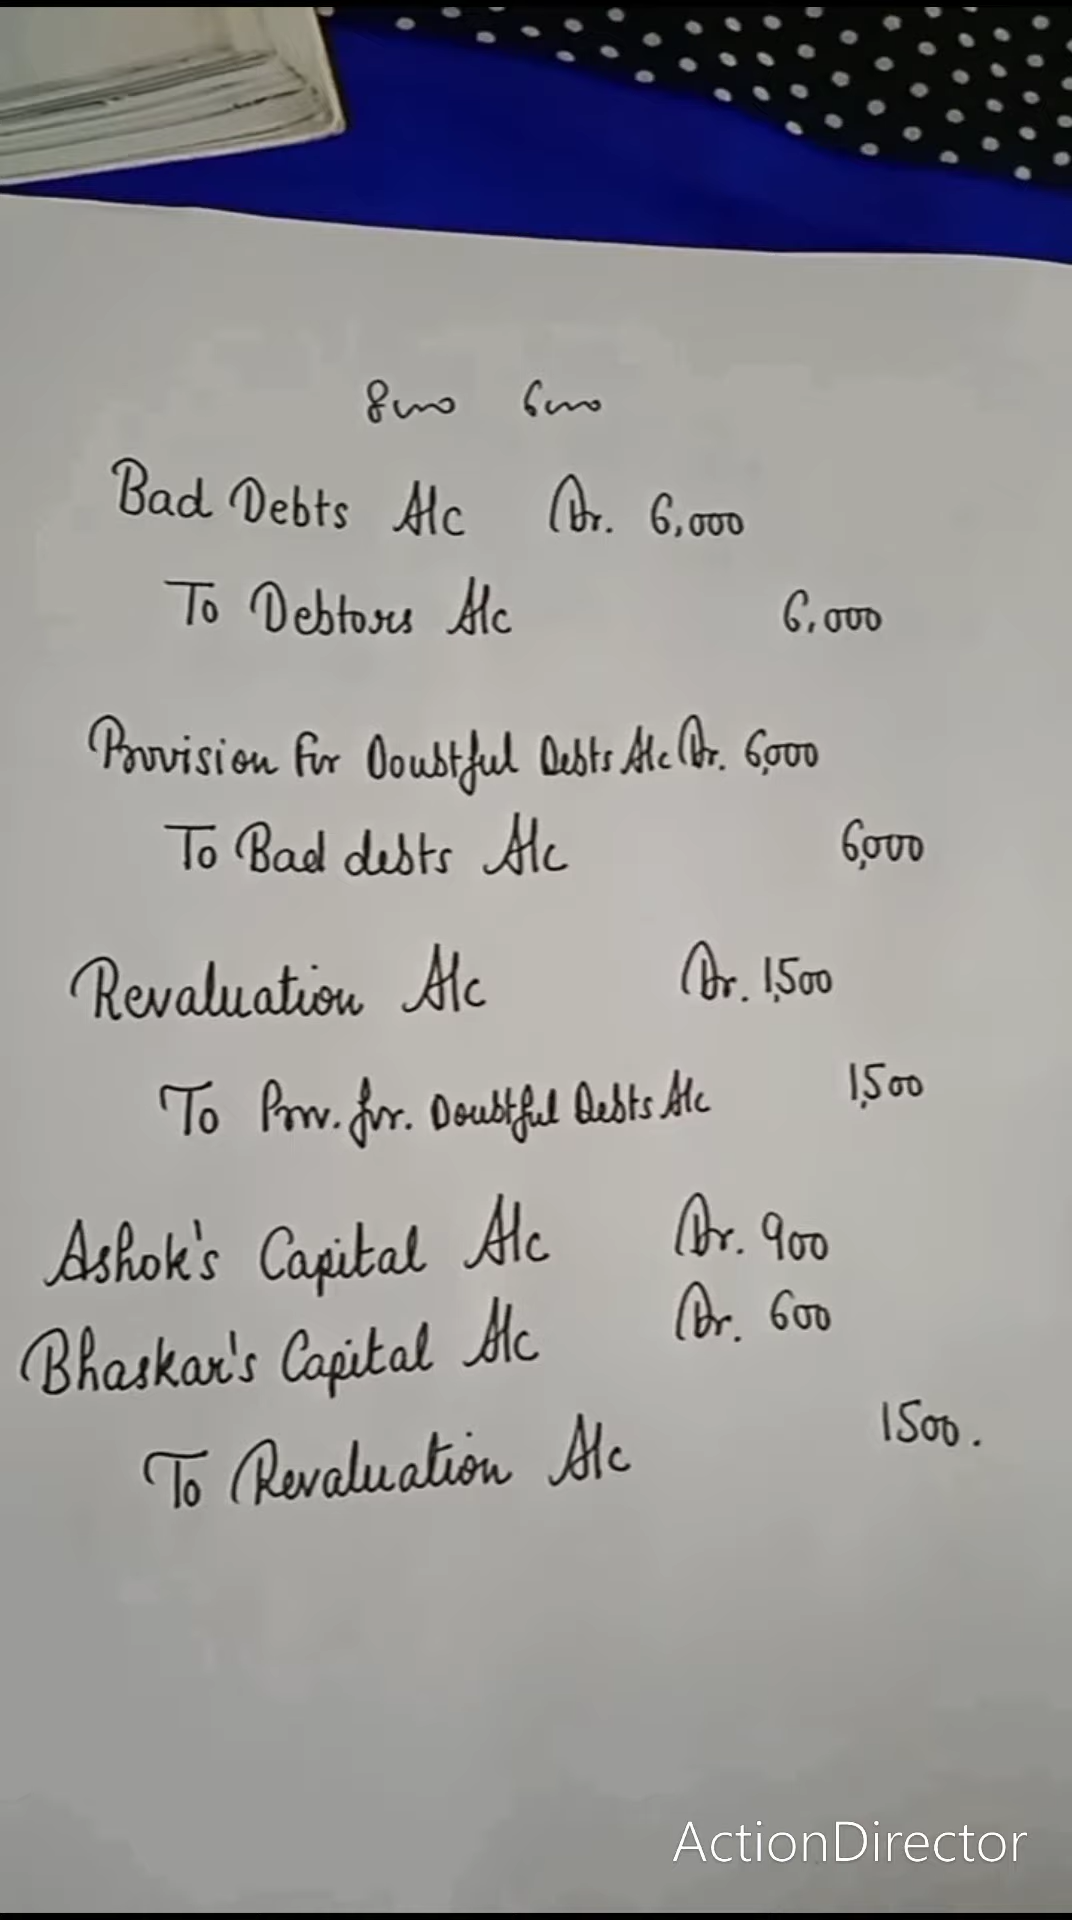 8000 6000
Bad Debts A/c Dr. 6,000
To Debtors A/c 6,000
Provision for Doubtful Debts A/c Dr. 6,000
To Bad debts A/c 6,000
Revaluation A/c Dr. 1,500
To Prov. for. Doubtful Debts A/c 1,500
Ashok's Capital A/c Dr. 900
Bhaskar's Capital A/c Dr. 600
To Revaluation A/c 1500.
ActionDirector